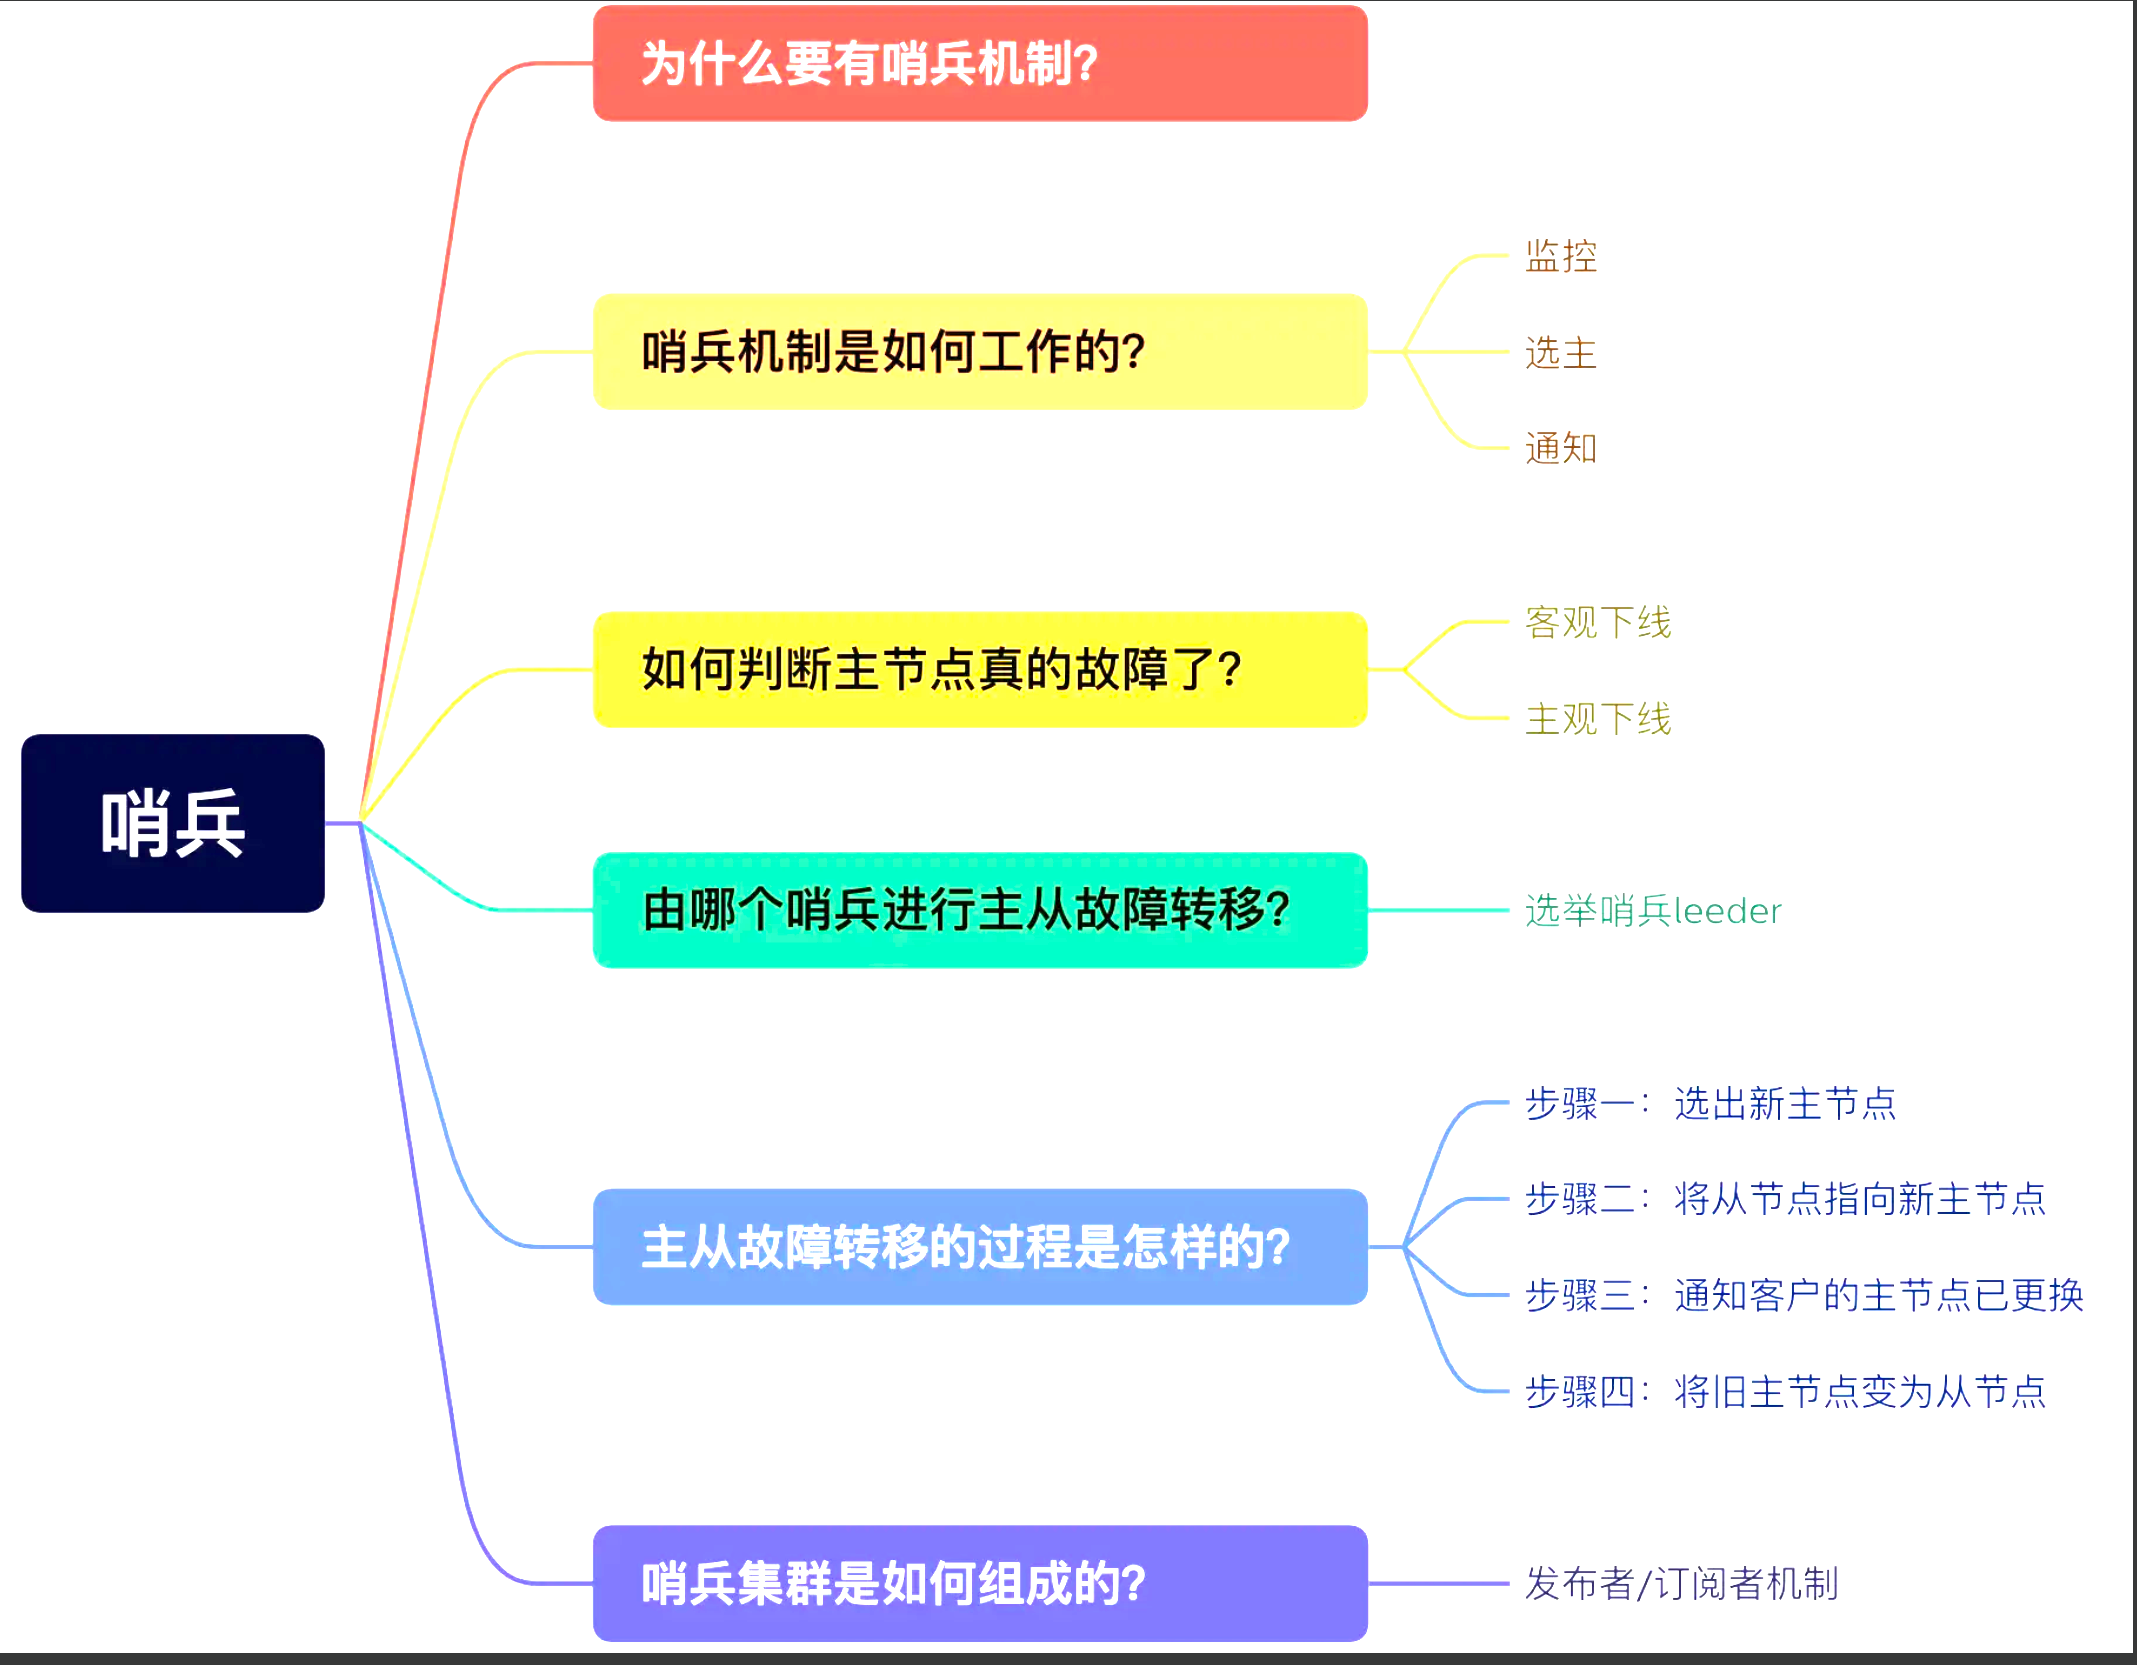 为什么要有哨兵机制?
哨兵机制是如何工作的?
监控
选主
通知
如何判断主节点真的故障了?
客观下线
主观下线
哨兵
由哪个哨兵进行主从故障转移?
选举哨兵leeder
主从故障转移的过程是怎样的?
步骤一：选出新主节点
步骤二：将从节点指向新主节点
步骤三：通知客户的主节点已更换
步骤四：将旧主节点变为从节点
哨兵集群是如何组成的?
发布者/订阅者机制